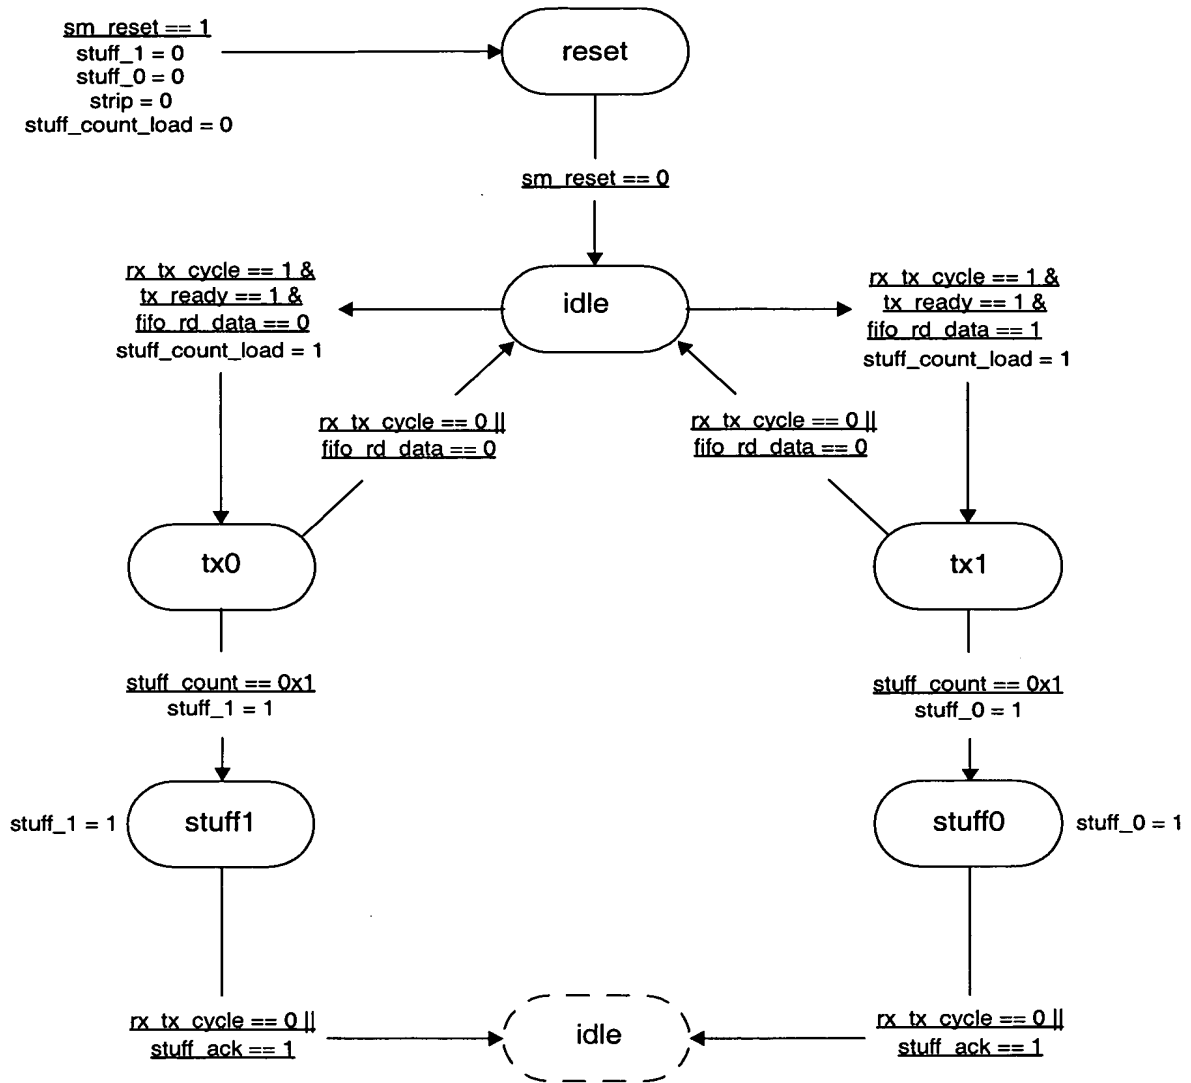 sm_reset == 1
stuff_1 = 0
stuff_0 = 0
strip = 0
stuff_count_load = 0
reset
sm_reset == 0
idle
rx_tx_cycle == 1 &
tx_ready == 1 &
fifo_rd_data == 0
stuff_count_load = 1
rx_tx_cycle == 1 &
tx_ready == 1 &
fifo_rd_data == 1
stuff_count_load = 1
rx_tx_cycle == 0 ||
fifo_rd_data == 0
rx_tx_cycle == 0 ||
fifo_rd_data == 0
tx0
tx1
stuff_count == 0x1
stuff_1 = 1
stuff_count == 0x1
stuff_0 = 1
stuff_1 = 1
stuff1
stuff0
stuff_0 = 1
rx_tx_cycle == 0 ||
stuff_ack == 1
idle
rx_tx_cycle == 0 ||
stuff_ack == 1